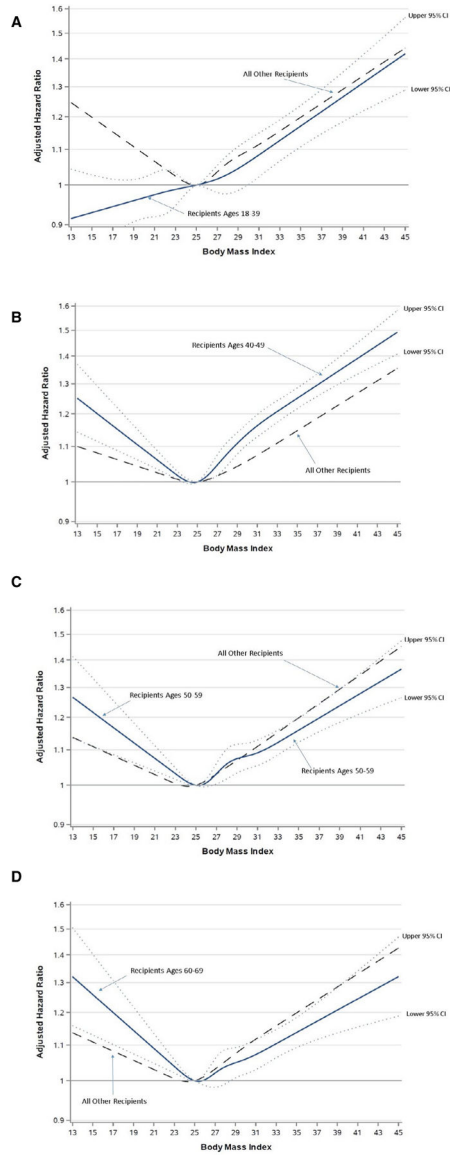 A
1.6
1.5
1.4
1.3
1.2
1.1
1
0.9
Adjusted Hazard Ratio
Upper 95% CI
All Other Recipients
Lower 95% CI
Recipients Ages 18-39
13 15 17 19 21 23 25 27 29 31 33 35 37 39 41 43 45
Body Mass Index
B
1.6
1.5
1.4
1.3
1.2
1.1
1
0.9
Adjusted Hazard Ratio
Upper 95% CI
Recipients Ages 40-49
Lower 95% CI
All Other Recipients
13 15 17 19 21 23 25 27 29 31 33 35 37 39 41 43 45
Body Mass Index
C
1.6
1.5
1.4
1.3
1.2
1.1
1
0.9
Adjusted Hazard Ratio
Upper 95% CI
All Other Recipients
Recipients Ages 50-59
Lower 95% CI
Recipients Ages 50-59
13 15 17 19 21 23 25 27 29 31 33 35 37 39 41 43 45
Body Mass Index
D
1.6
1.5
1.4
1.3
1.2
1.1
1
0.9
Adjusted Hazard Ratio
Upper 95% CI
Recipients Ages 60-69
Lower 95% CI
All Other Recipients
13 15 17 19 21 23 25 27 29 31 33 35 37 39 41 43 45
Body Mass Index